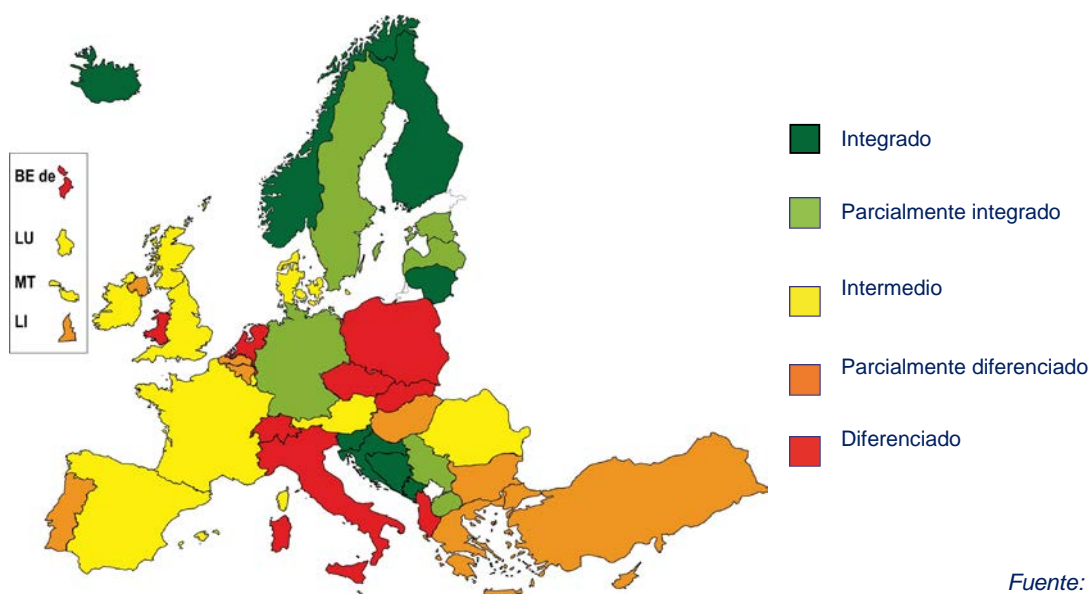 BE de
LU
MT
LI
Integrado
Parcialmente integrado
Intermedio
Parcialmente diferenciado
Diferenciado
Fuente: